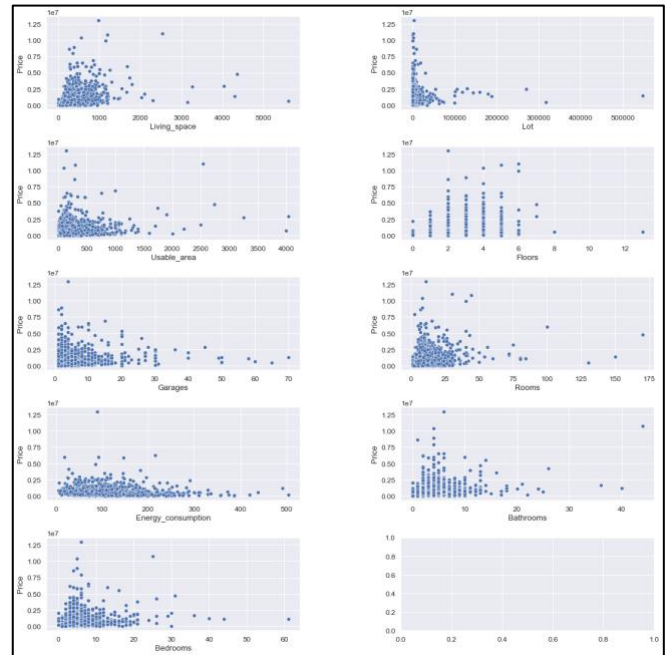 1e7 1e7
Price 1.25 1.00 0.75 0.50 0.25 0.00 Price 1.25 1.00 0.75 0.50 0.25 0.00
0 1000 2000 3000 4000 5000 0 100000 200000 300000 400000 500000
Living_space Lot
1e7 1e7
Price 1.25 1.00 0.75 0.50 0.25 0.00 Price 1.25 1.00 0.75 0.50 0.25 0.00
0 500 1000 1500 2000 2500 3000 3500 4000 0 2 4 6 8 10 12
Usable_area Floors
1e7 1e7
Price 1.25 1.00 0.75 0.50 0.25 0.00 Price 1.25 1.00 0.75 0.50 0.25 0.00
0 10 20 30 40 50 60 70 0 25 50 75 100 125 150 175
Garages Rooms
1e7 1e7
Price 1.25 1.00 0.75 0.50 0.25 0.00 Price 1.25 1.00 0.75 0.50 0.25 0.00
0 100 200 300 400 500 0 10 20 30 40
Energy_consumption Bathrooms
1e7
Price 1.25 1.00 0.75 0.50 0.25 0.00 1.0 0.8 0.6 0.4 0.2 0.0
0 10 20 30 40 50 60 0.0 0.2 0.4 0.6 0.8 1.0
Bedrooms